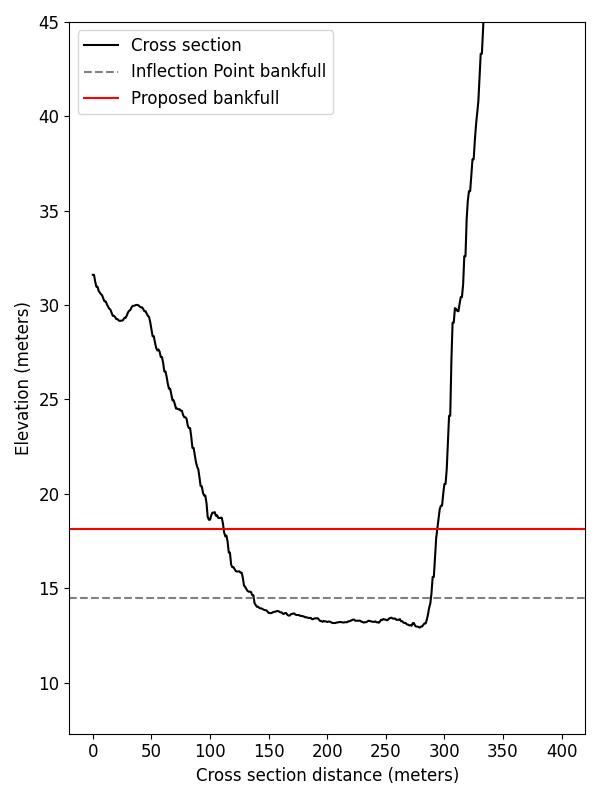 45
40
35
30
25
20
15
10
Elevation (meters)
Cross section
Inflection Point bankfull
Proposed bankfull
0 50 100 150 200 250 300 350 400
Cross section distance (meters)